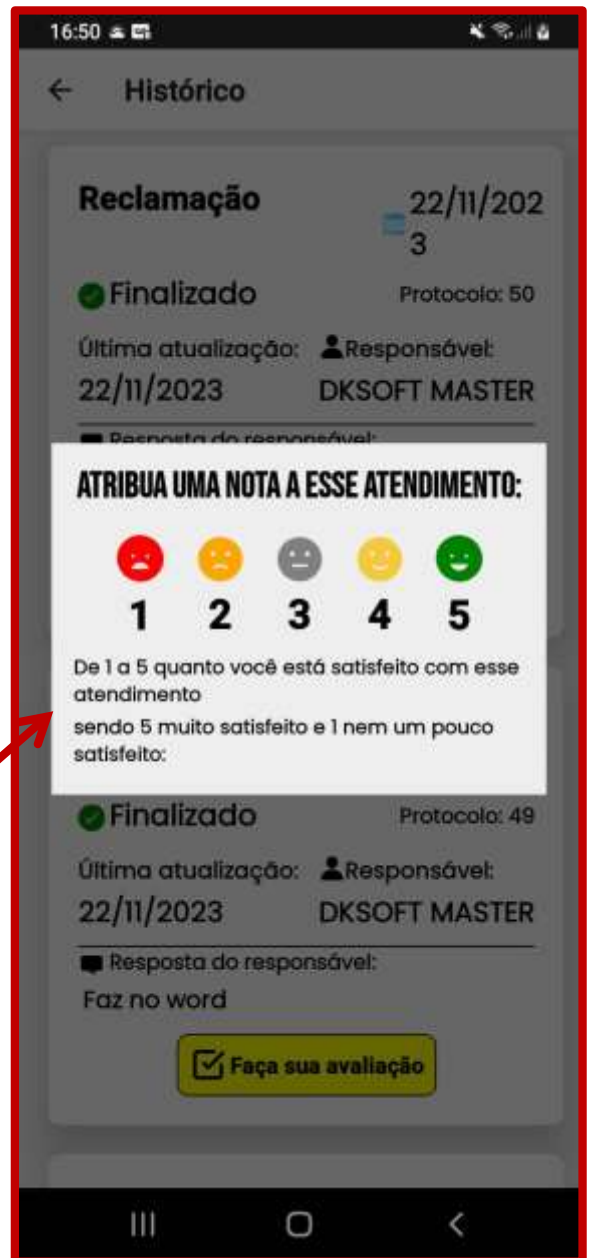 16:50
Histórico
Reclamação
22/11/202
3
Finalizado
Protocolo: 50
Última atualização:
Responsável:
22/11/2023
DKSOFT MASTER
Resposta do responsável:
ATRIBUA UMA NOTA A ESSE ATENDIMENTO:
1 2 3 4 5
De 1 a 5 quanto você está satisfeito com esse
atendimento
sendo 5 muito satisfeito e 1 nem um pouco
satisfeito:
Finalizado
Protocolo: 49
Última atualização:
Responsável:
22/11/2023
DKSOFT MASTER
Resposta do responsável:
Faz no word
Faça sua avaliação